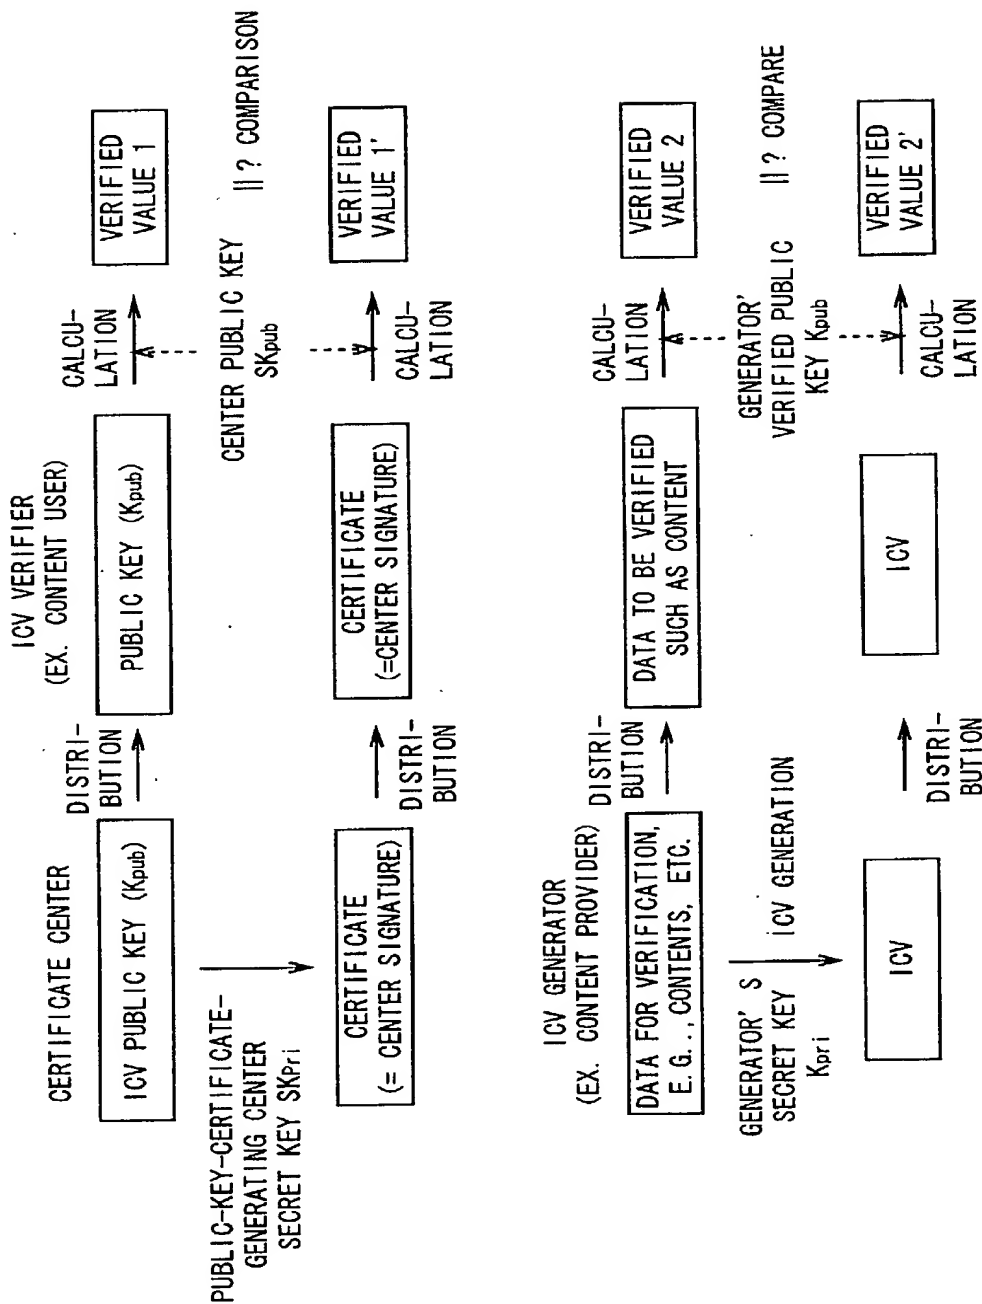 CERTIFICATE CENTER
ICV PUBLIC KEY (Kpub)
PUBLIC-KEY-CERTIFICATE-
GENERATING CENTER
SECRET KEY SKPri
CERTIFICATE
(= CENTER SIGNATURE)
DISTRI-
BUTION
DISTRI-
BUTION
ICV VERIFIER
(EX. CONTENT USER)
PUBLIC KEY (Kpub)
CERTIFICATE
(=CENTER SIGNATURE)
CALCU-
LATION
CENTER PUBLIC KEY
SKpub
CALCU-
LATION
VERIFIED
VALUE 1
||? COMPARISON
VERIFIED
VALUE 1'
ICV GENERATOR
(EX. CONTENT PROVIDER)
DATA FOR VERIFICATION,
E.G.., CONTENTS, ETC.
GENERATOR'S
SECRET KEY
Kpri
ICV GENERATION
ICV
DISTRI-
BUTION
DISTRI-
BUTION
DATA TO BE VERIFIED
SUCH AS CONTENT
ICV
CALCU-
LATION
GENERATOR'
VERIFIED PUBLIC
KEY Kpub
CALCU-
LATION
VERIFIED
VALUE 2
||? COMPARE
VERIFIED
VALUE 2'